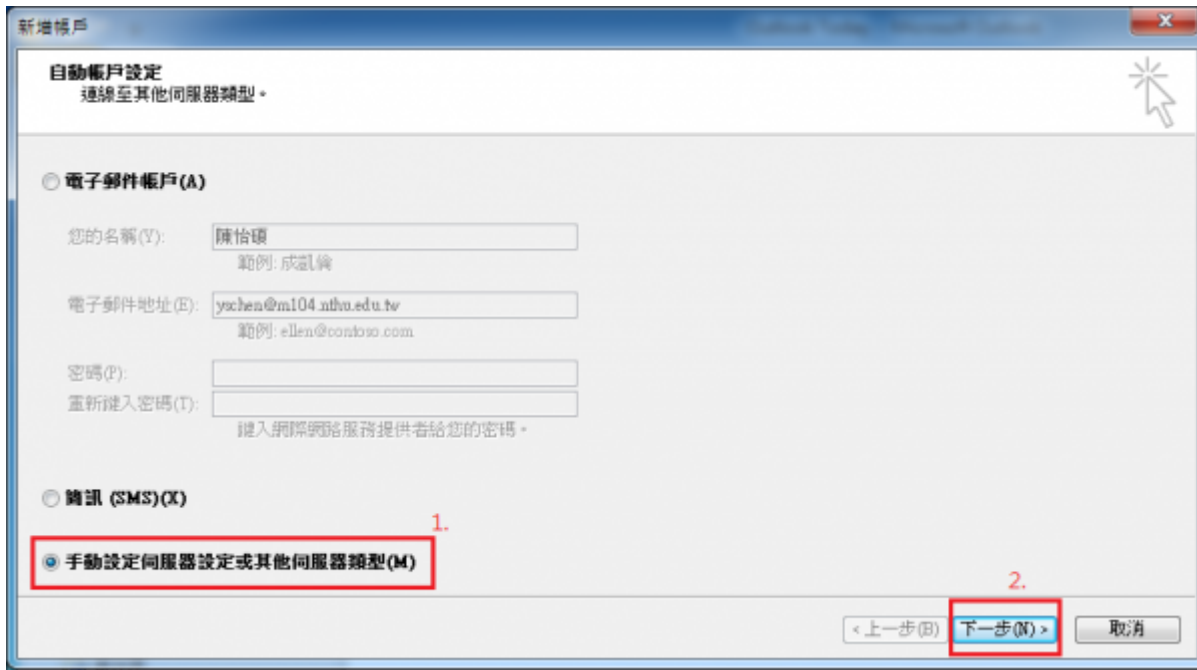 新增帳戶
自動帳戶設定
連線至其他伺服器類型。
電子郵件帳戶(A)
您的名稱(Y): 陳怡碩
範例: 成凱倫
電子郵件地址(E): yschen@m104.nthu.edu.tw
範例: ellen@contoso.com
密碼(P):
重新鍵入密碼(T):
鍵入網際網路服務提供者給您的密碼。
簡訊 (SMS)(X)
1.
手動設定伺服器設定或其他伺服器類型(M)
2.
<上一步(B) 下一步(N)> 取消